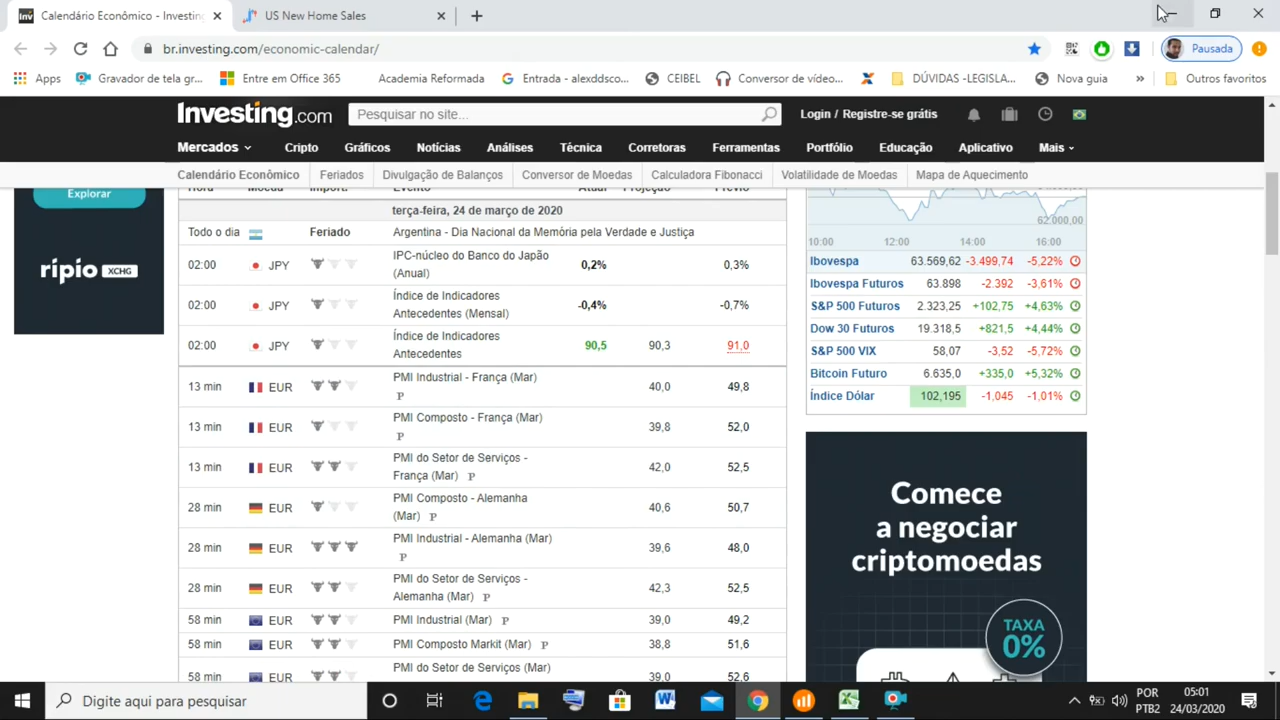 Calendário Econômico - Investing
US New Home Sales
br.investing.com/economic-calendar/
Pausada
Apps
Gravador de tela gr...
Entre em Office 365
Academia Reformada
Entrada - alexddsco...
CEIBEL
Conversor de vídeo...
DÚVIDAS -LEGISLA...
Nova guia
»
Outros favoritos
Investing.com
Pesquisar no site...
Login / Registre-se grátis
Mercados
Cripto
Gráficos
Notícias
Análises
Técnica
Corretoras
Ferramentas
Portfólio
Educação
Aplicativo
Mais
Calendário Econômico
Feriados
Divulgação de Balanços
Conversor de Moedas
Calculadora Fibonacci
Volatilidade de Moedas
Mapa de Aquecimento
Explorar
ripio XCHG
Hora Moeda Import. Evento Atual Projeção Prévio
terça-feira, 24 de março de 2020
Todo o dia Feriado Argentina - Dia Nacional da Memória pela Verdade e Justiça
02:00 JPY IPC-núcleo do Banco do Japão
(Anual) 0,2% 0,3%
02:00 JPY Índice de Indicadores
Antecedentes (Mensal) -0,4% -0,7%
02:00 JPY Índice de Indicadores
Antecedentes 90,5 90,3 91,0
13 min EUR PMI Industrial - França (Mar)
P 40,0 49,8
13 min EUR PMI Composto - França (Mar)
P 39,8 52,0
13 min EUR PMI do Setor de Serviços -
França (Mar) P 42,0 52,5
28 min EUR PMI Composto - Alemanha
(Mar) P 40,6 50,7
28 min EUR PMI Industrial - Alemanha (Mar)
P 39,6 48,0
28 min EUR PMI do Setor de Serviços -
Alemanha (Mar) P 42,3 52,5
58 min EUR PMI Industrial (Mar) P 39,0 49,2
58 min EUR PMI Composto Markit (Mar) P 38,8 51,6
58 min EUR PMI do Setor de Serviços (Mar) 39,0 52,6
62.000,00
10:00 12:00 14:00 16:00
Ibovespa 63.569,62 -3.499,74 -5,22%
Ibovespa Futuros 63.898 -2.392 -3,61%
S&P 500 Futuros 2.323,25 +102,75 +4,63%
Dow 30 Futuros 19.318,5 +821,5 +4,44%
S&P 500 VIX 58,07 -3,52 -5,72%
Bitcoin Futuro 6.635,0 +335,0 +5,32%
Índice Dólar 102,195 -1,045 -1,01%
Comece
a negociar
criptomoedas
TAXA
0%
Digite aqui para pesquisar
POR
PTB2
05:01
24/03/2020